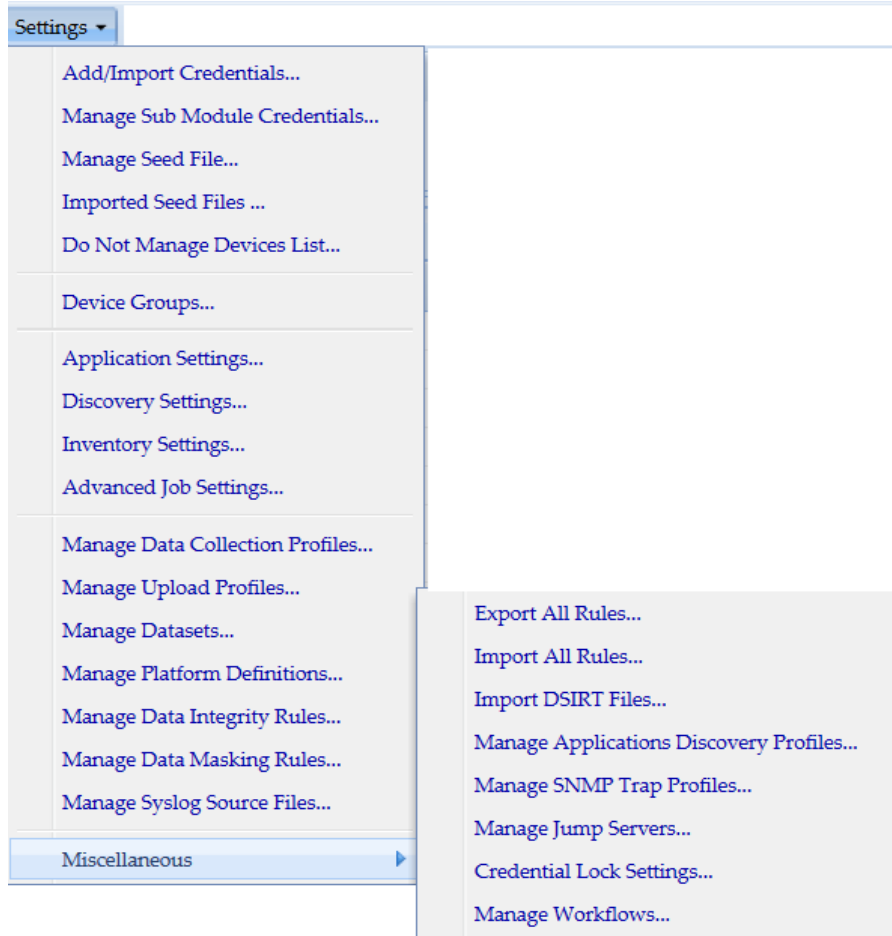 Settings
Add/Import Credentials...
Manage Sub Module Credentials...
Manage Seed File...
Imported Seed Files ...
Do Not Manage Devices List...
Device Groups...
Application Settings...
Discovery Settings...
Inventory Settings...
Advanced Job Settings...
Manage Data Collection Profiles...
Manage Upload Profiles...
Manage Datasets...
Manage Platform Definitions...
Manage Data Integrity Rules...
Manage Data Masking Rules...
Manage Syslog Source Files...
Miscellaneous
Export All Rules...
Import All Rules...
Import DSIRT Files...
Manage Applications Discovery Profiles...
Manage SNMP Trap Profiles...
Manage Jump Servers...
Credential Lock Settings...
Manage Workflows...